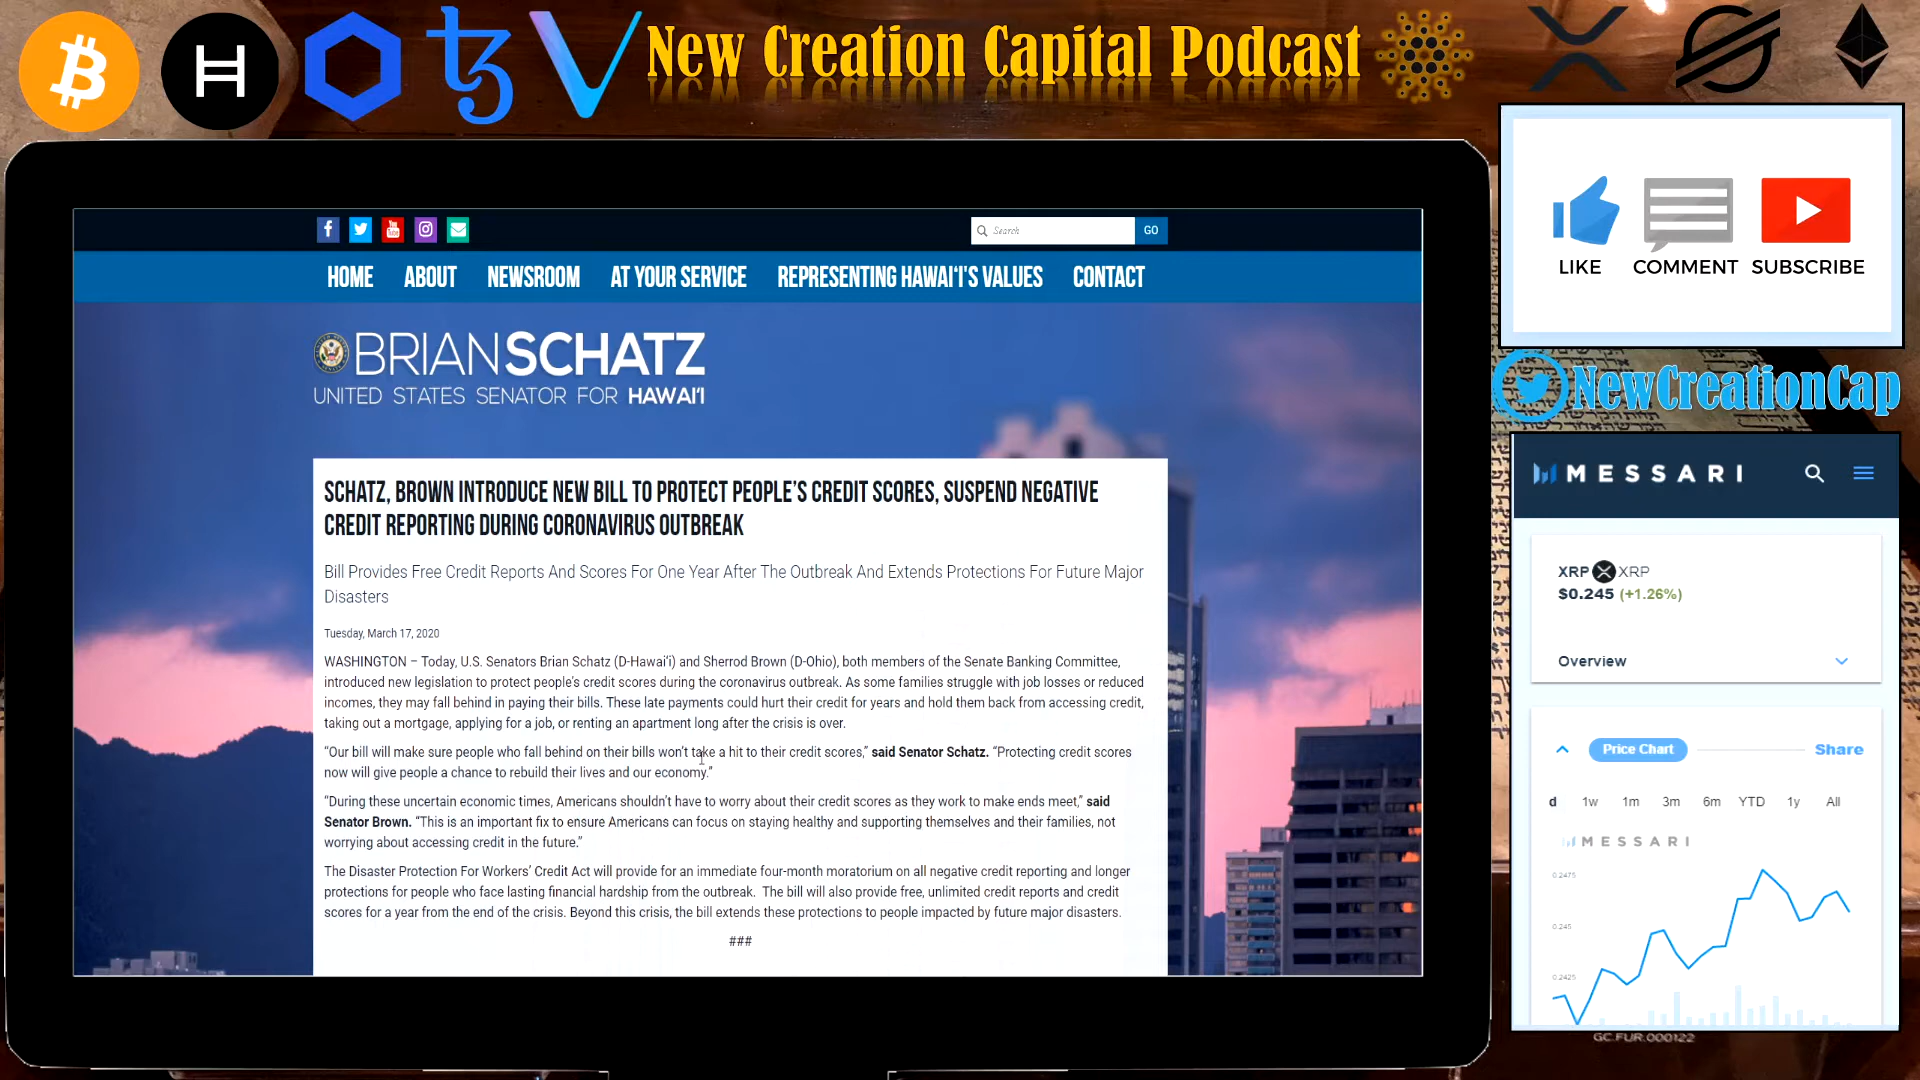 New Creation Capital Podcast
LIKE COMMENT SUBSCRIBE
NewCreationCap
Search GO
HOME ABOUT NEWSROOM AT YOUR SERVICE REPRESENTING HAWAIʻI'S VALUES CONTACT
BRIAN SCHATZ
UNITED STATES SENATOR FOR HAWAIʻI
SCHATZ, BROWN INTRODUCE NEW BILL TO PROTECT PEOPLE'S CREDIT SCORES, SUSPEND NEGATIVE
CREDIT REPORTING DURING CORONAVIRUS OUTBREAK
Bill Provides Free Credit Reports And Scores For One Year After The Outbreak And Extends Protections For Future Major
Disasters
Tuesday, March 17, 2020
WASHINGTON – Today, U.S. Senators Brian Schatz (D-Hawaiʻi) and Sherrod Brown (D-Ohio), both members of the Senate Banking Committee,
introduced new legislation to protect people's credit scores during the coronavirus outbreak. As some families struggle with job losses or reduced
incomes, they may fall behind in paying their bills. These late payments could hurt their credit for years and hold them back from accessing credit,
taking out a mortgage, applying for a job, or renting an apartment long after the crisis is over.
“Our bill will make sure people who fall behind on their bills won't take a hit to their credit scores,” said Senator Schatz. “Protecting credit scores
now will give people a chance to rebuild their lives and our economy.”
“During these uncertain economic times, Americans shouldn't have to worry about their credit scores as they work to make ends meet,” said
Senator Brown. “This is an important fix to ensure Americans can focus on staying healthy and supporting themselves and their families, not
worrying about accessing credit in the future.”
The Disaster Protection For Workers' Credit Act will provide for an immediate four-month moratorium on all negative credit reporting and longer
protections for people who face lasting financial hardship from the outbreak. The bill will also provide free, unlimited credit reports and credit
scores for a year from the end of the crisis. Beyond this crisis, the bill extends these protections to people impacted by future major disasters.
###
MESSARI
XRP XRP
$0.245 (+1.26%)
Overview
Price Chart Share
d 1w 1m 3m 6m YTD 1y All
MESSARI
0.2475
0.245
0.2425
GC.FUR.000122